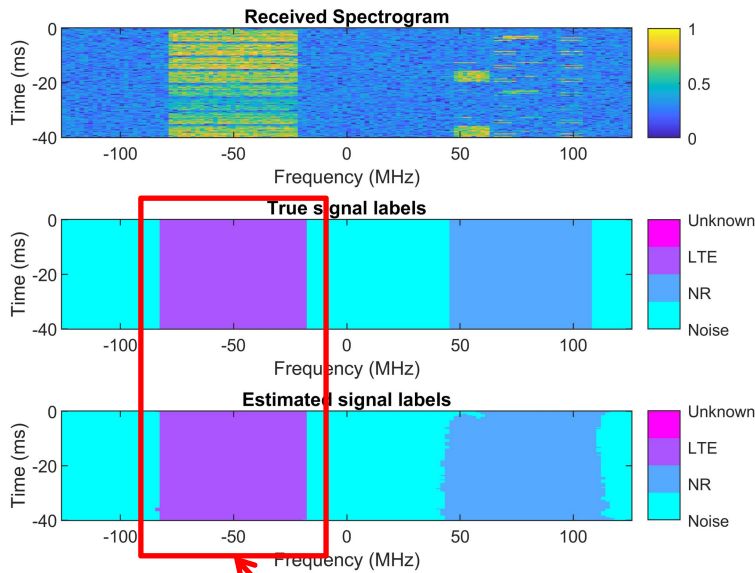 Received Spectrogram
Time (ms)
0
-20
-40
-100
-50
0
50
100
Frequency (MHz)
1
0.5
0
True signal labels
Time (ms)
0
-20
-40
-100
-50
0
50
100
Frequency (MHz)
Unknown
LTE
NR
Noise
Estimated signal labels
Time (ms)
0
-20
-40
-100
-50
0
50
100
Frequency (MHz)
Unknown
LTE
NR
Noise